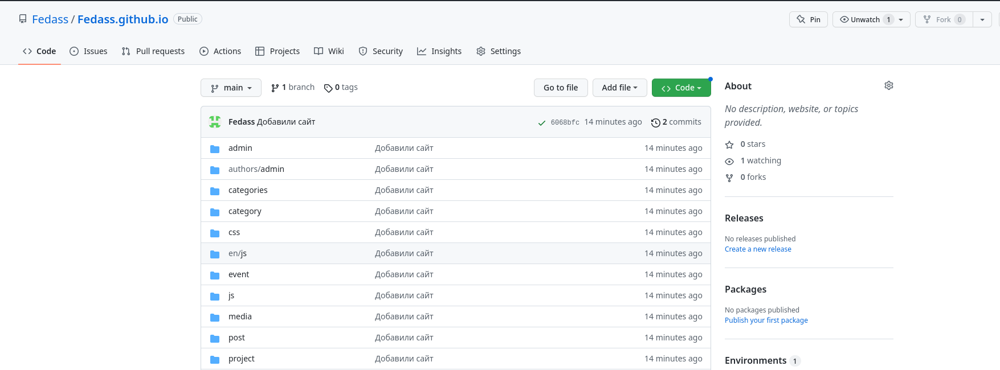 Fedass / Fedass.github.io Public Pin Unwatch 1 Fork 0
Code Issues Pull requests Actions Projects Wiki Security Insights Settings
main 1 branch 0 tags Go to file Add file Code
Fedass Добавили сайт 6068bfc 14 minutes ago 2 commits
admin Добавили сайт 14 minutes ago
authors/admin Добавили сайт 14 minutes ago
categories Добавили сайт 14 minutes ago
category Добавили сайт 14 minutes ago
css Добавили сайт 14 minutes ago
en/js Добавили сайт 14 minutes ago
event Добавили сайт 14 minutes ago
js Добавили сайт 14 minutes ago
media Добавили сайт 14 minutes ago
post Добавили сайт 14 minutes ago
project Добавили сайт 14 minutes ago
About
No description, website, or topics
provided.
0 stars
1 watching
0 forks
Releases
No releases published
Create a new release
Packages
No packages published
Publish your first package
Environments 1